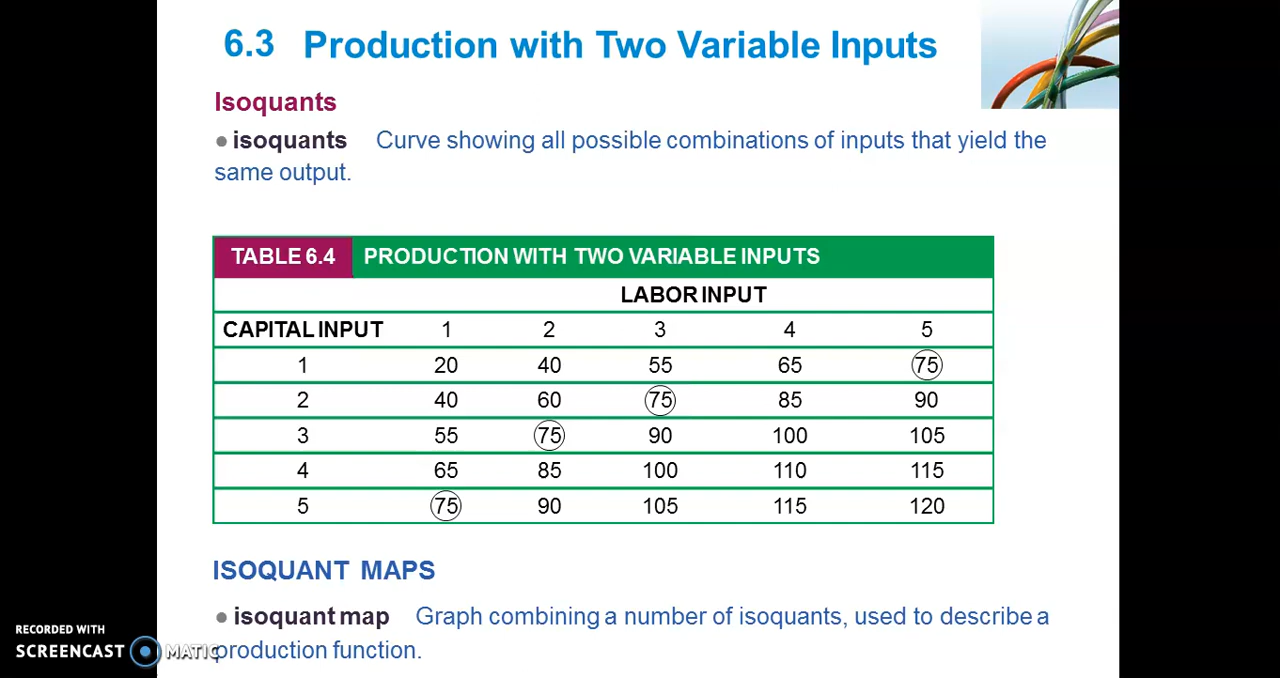 6.3 Production with Two Variable Inputs
Isoquants
● isoquants Curve showing all possible combinations of inputs that yield the
same output.
TABLE 6.4 PRODUCTION WITH TWO VARIABLE INPUTS
LABOR INPUT
CAPITAL INPUT 1 2 3 4 5
1 20 40 55 65 75
2 40 60 75 85 90
3 55 75 90 100 105
4 65 85 100 110 115
5 75 90 105 115 120
ISOQUANT MAPS
● isoquant map Graph combining a number of isoquants, used to describe a
production function.
RECORDED WITH
SCREENCAST MATIC